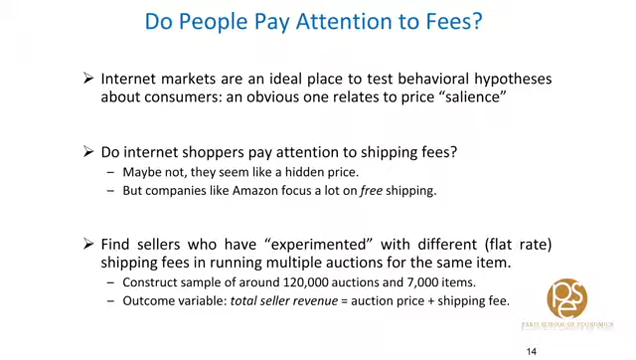 Do People Pay Attention to Fees?
➢ Internet markets are an ideal place to test behavioral hypotheses
about consumers: an obvious one relates to price “salience”
➢ Do internet shoppers pay attention to shipping fees?
– Maybe not, they seem like a hidden price.
– But companies like Amazon focus a lot on free shipping.
➢ Find sellers who have “experimented” with different (flat rate)
shipping fees in running multiple auctions for the same item.
– Construct sample of around 120,000 auctions and 7,000 items.
– Outcome variable: total seller revenue = auction price + shipping fee.
PSE
PARIS SCHOOL OF ECONOMICS
14